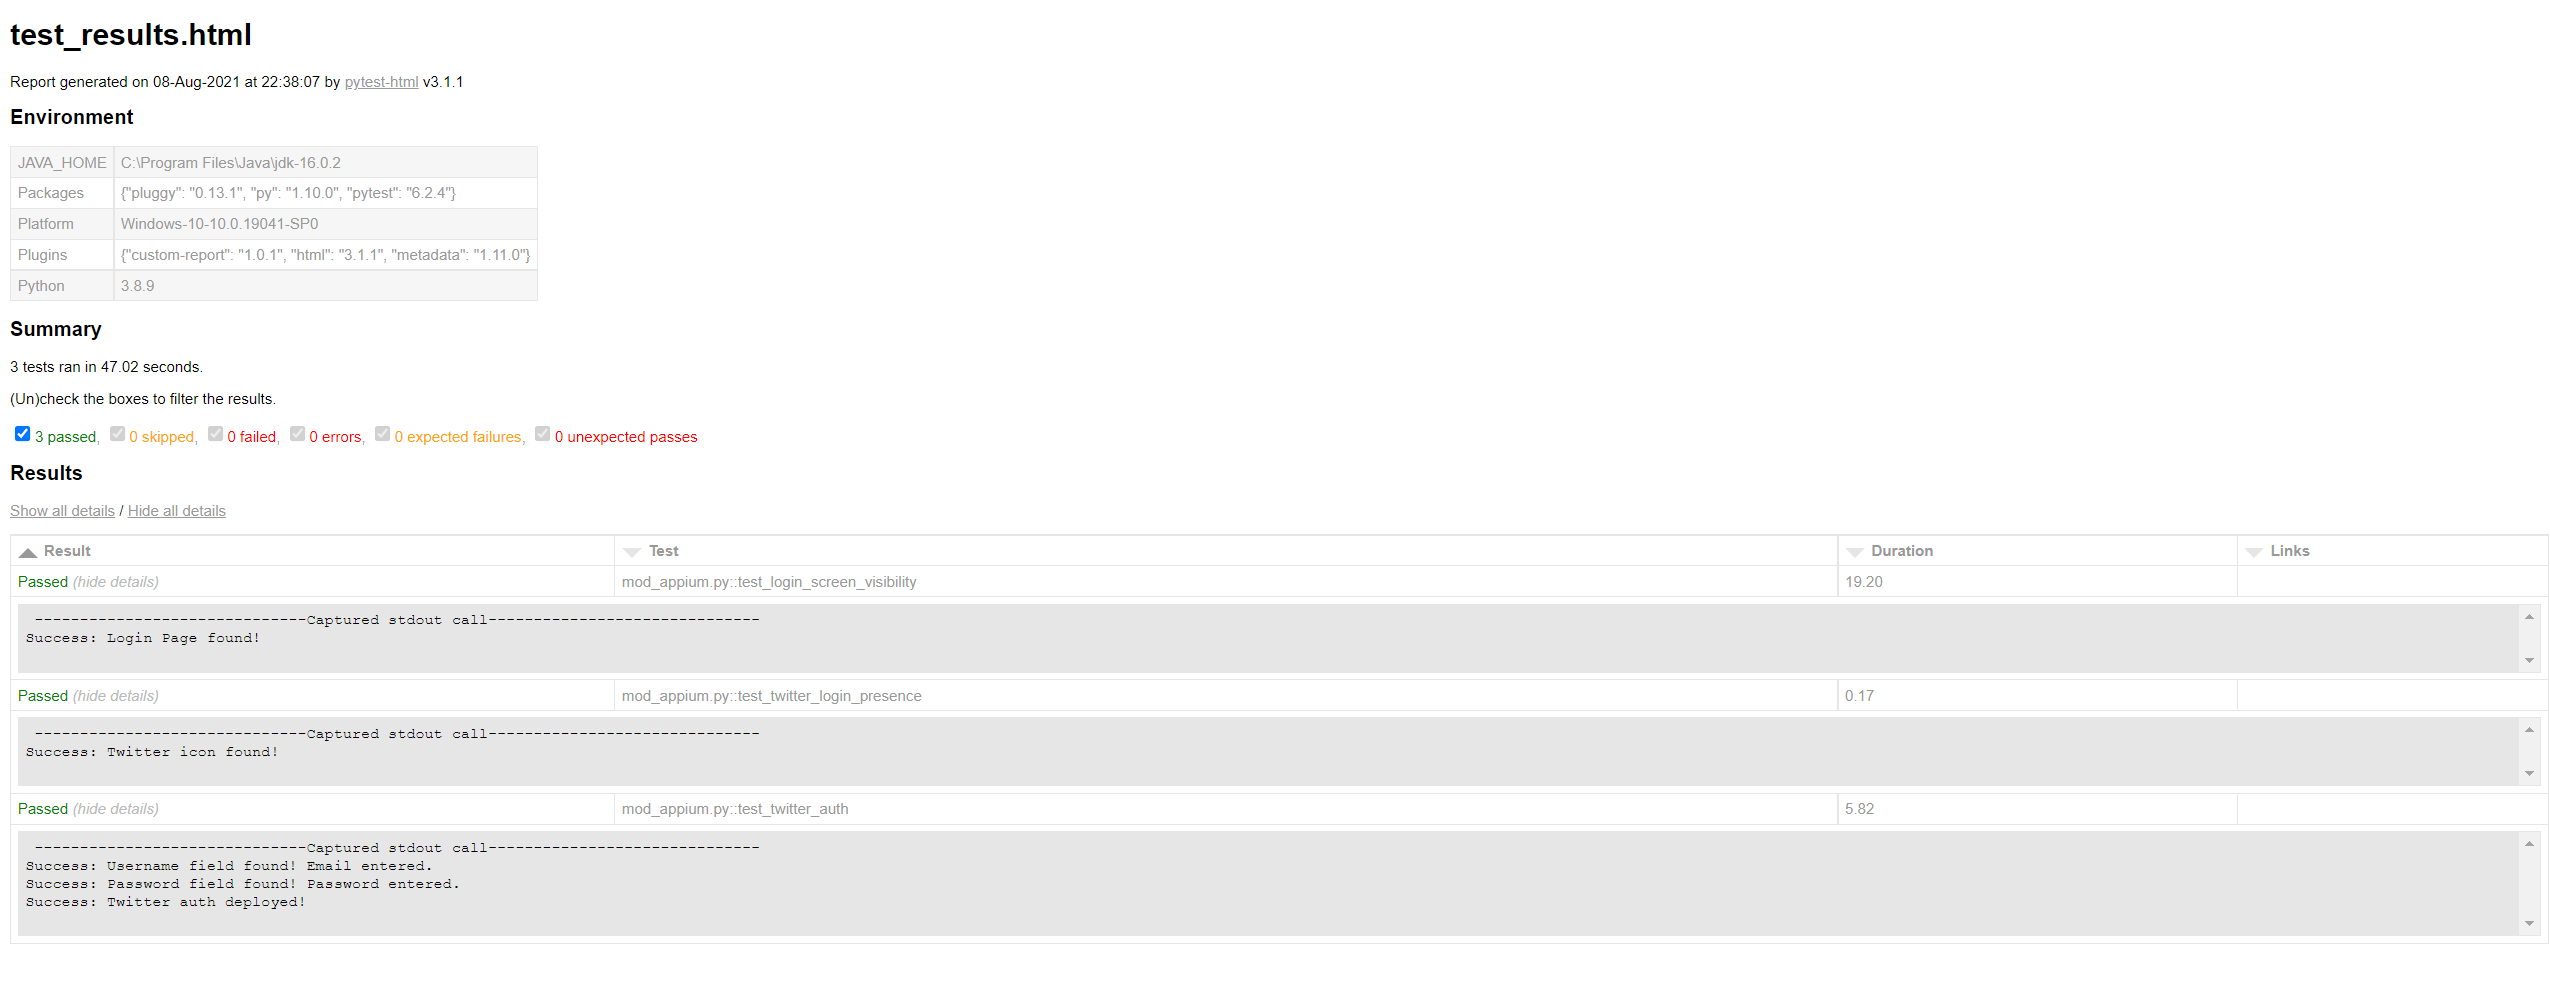 test_results.html
Report generated on 08-Aug-2021 at 22:38:07 by pytest-html v3.1.1
Environment
JAVA_HOME C:\Program Files\Java\jdk-16.0.2
Packages {"pluggy": "0.13.1", "py": "1.10.0", "pytest": "6.2.4"}
Platform Windows-10-10.0.19041-SP0
Plugins {"custom-report": "1.0.1", "html": "3.1.1", "metadata": "1.11.0"}
Python 3.8.9
Summary
3 tests ran in 47.02 seconds.
(Un)check the boxes to filter the results.
3 passed, 0 skipped, 0 failed, 0 errors, 0 expected failures, 0 unexpected passes
Results
Show all details / Hide all details
Result Test Duration Links
Passed (hide details) mod_appium.py::test_login_screen_visibility 19.20
------------------------------Captured stdout call------------------------------
Success: Login Page found!
Passed (hide details) mod_appium.py::test_twitter_login_presence 0.17
------------------------------Captured stdout call------------------------------
Success: Twitter icon found!
Passed (hide details) mod_appium.py::test_twitter_auth 5.82
------------------------------Captured stdout call------------------------------
Success: Username field found! Email entered.
Success: Password field found! Password entered.
Success: Twitter auth deployed!